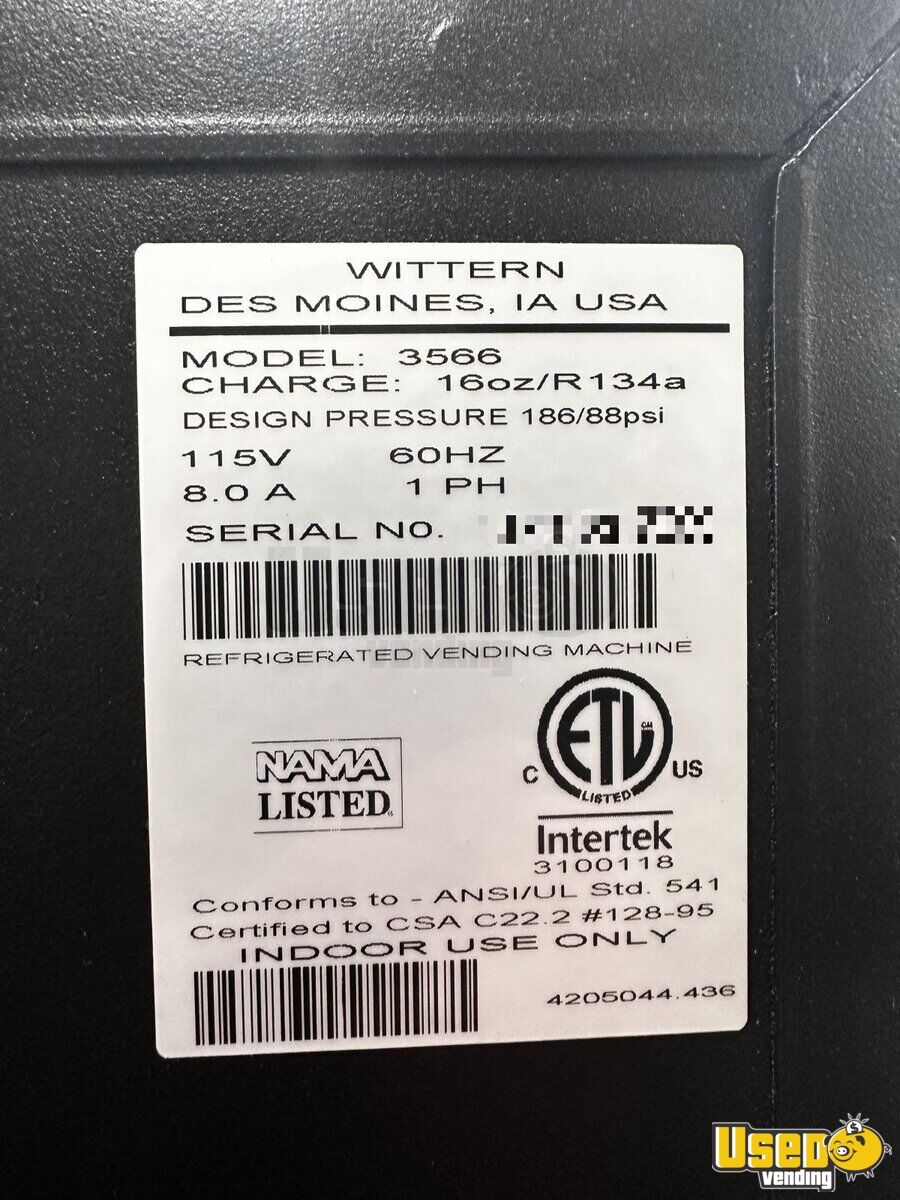 WITTERN
DES MOINES, IA USA
MODEL: 3566
CHARGE: 16oz/R134a
DESIGN PRESSURE 186/88psi
115V 60HZ
8.0 A 1 PH
SERIAL NO.
REFRIGERATED VENDING MACHINE
NAMA
LISTED
ETL CM
LISTED
C US
Intertek
3100118
Conforms to - ANSI/UL Std. 541
Certified to CSA C22.2 #128-95
INDOOR USE ONLY
4205044.436
USED
vending